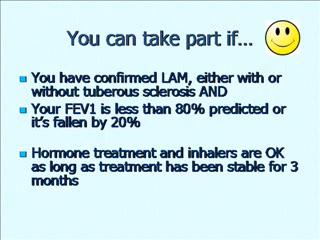 You can take part if...
You have confirmed LAM, either with or
without tuberous sclerosis AND
Your FEV1 is less than 80% predicted or
it's fallen by 20%
Hormone treatment and inhalers are OK
as long as treatment has been stable for 3
months